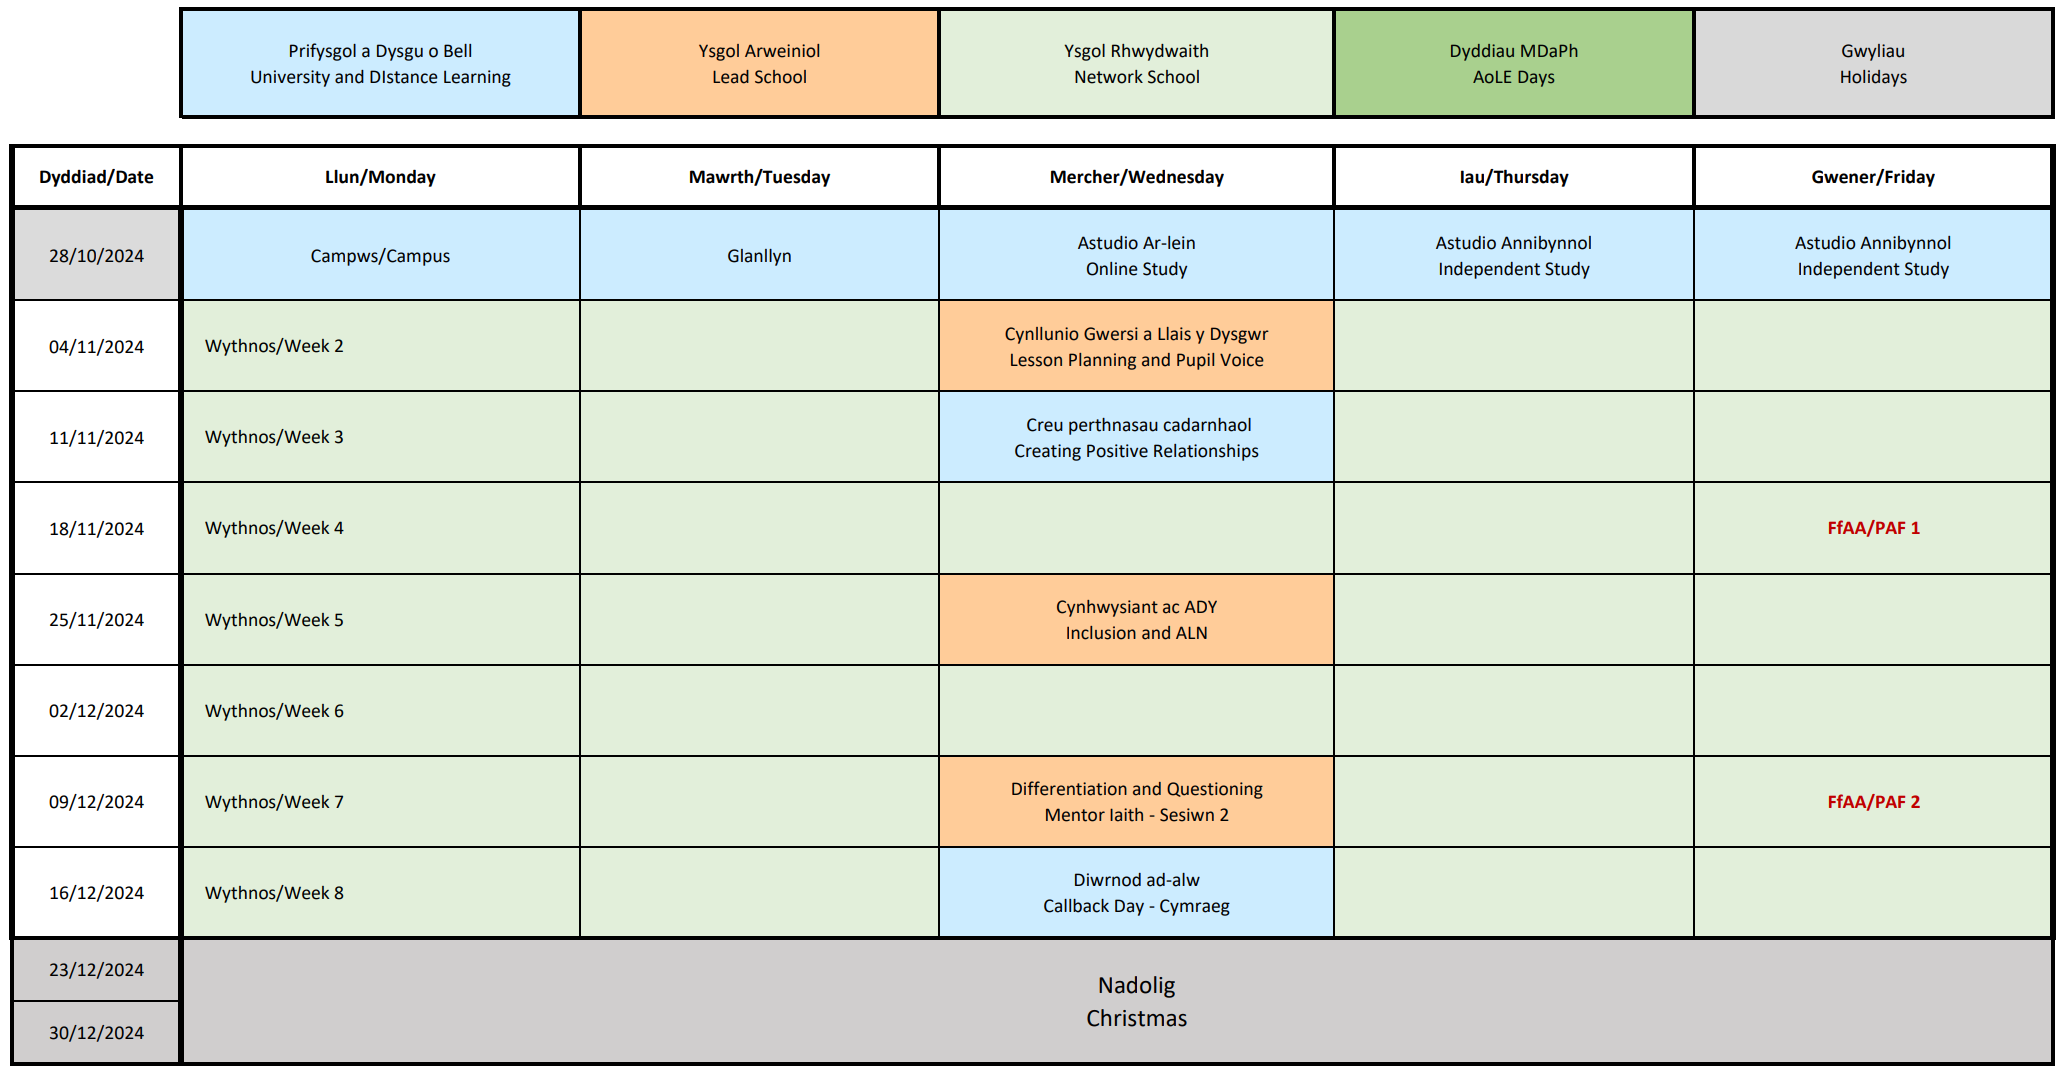 Prifysgol a Dysgu o Bell
University and DIstance Learning
Ysgol Arweiniol
Lead School
Ysgol Rhwydwaith
Network School
Dyddiau MDaPh
AoLE Days
Gwyliau
Holidays
Dyddiad/Date
Llun/Monday
Mawrth/Tuesday
Mercher/Wednesday
Iau/Thursday
Gwener/Friday
28/10/2024
Campws/Campus
Glanllyn
Astudio Ar-lein
Online Study
Astudio Annibynnol
Independent Study
Astudio Annibynnol
Independent Study
04/11/2024
Wythnos/Week 2
Cynllunio Gwersi a Llais y Dysgwr
Lesson Planning and Pupil Voice
11/11/2024
Wythnos/Week 3
Creu perthnasau cadarnhaol
Creating Positive Relationships
18/11/2024
Wythnos/Week 4
FfAA/PAF 1
25/11/2024
Wythnos/Week 5
Cynhwysiant ac ADY
Inclusion and ALN
02/12/2024
Wythnos/Week 6
09/12/2024
Wythnos/Week 7
Differentiation and Questioning
Mentor Iaith - Sesiwn 2
FfAA/PAF 2
16/12/2024
Wythnos/Week 8
Diwrnod ad-alw
Callback Day - Cymraeg
23/12/2024
30/12/2024
Nadolig
Christmas